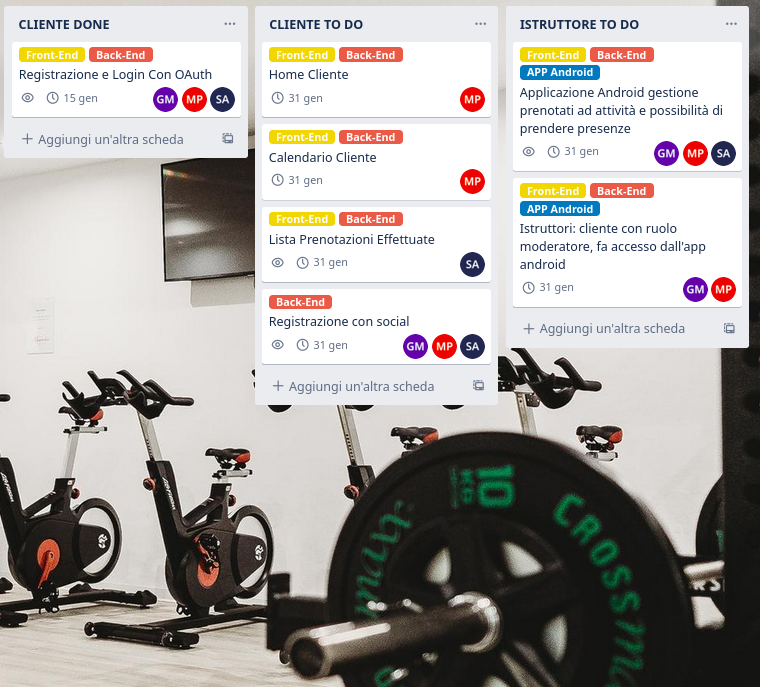 CLIENTE DONE
Front-End Back-End
Registrazione e Login Con OAuth
15 gen GM MP SA
Aggiungi un'altra scheda
CLIENTE TO DO
Front-End Back-End
Home Cliente
31 gen MP
Front-End Back-End
Calendario Cliente
31 gen MP
Front-End Back-End
Lista Prenotazioni Effettuate
31 gen SA
Back-End
Registrazione con social
31 gen GM MP SA
Aggiungi un'altra scheda
ISTRUTTORE TO DO
Front-End Back-End
APP Android
Applicazione Android gestione
prenotati ad attività e possibilità di
prendere presenze
31 gen GM MP SA
Front-End Back-End
APP Android
Istruttori: cliente con ruolo
moderatore, fa accesso dall'app
android
31 gen GM MP
Aggiungi un'altra scheda
10
KG
CROSSmaxx